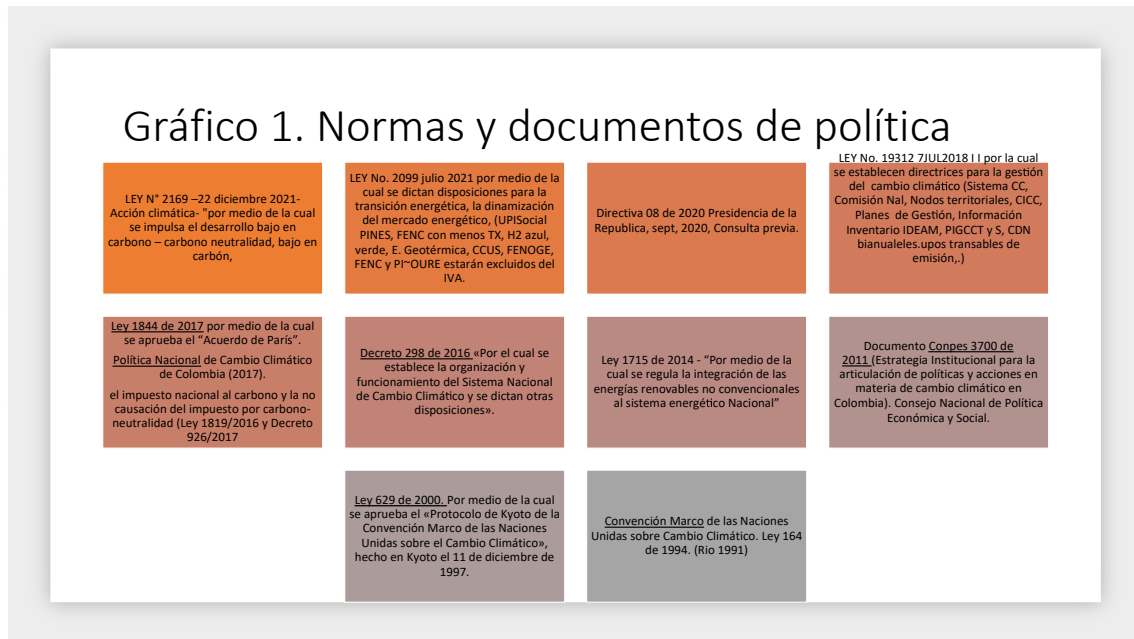 Gráfico 1. Normas y documentos de política
LEY N° 2169 –22 diciembre 2021-
Acción climática- "por medio de la cual
se impulsa el desarrollo bajo en
carbono – carbono neutralidad, bajo en
carbón,
LEY No. 2099 julio 2021 por medio de la
cual se dictan disposiciones para la
transición energética, la dinamización
del mercado energético, (UPISocial
PINES, FENC con menos TX, H2 azul,
verde, E. Geotérmica, CCUS, FENOGE,
FENC y PI~OURE estarán excluidos del
IVA.
Directiva 08 de 2020 Presidencia de la
Republica, sept, 2020, Consulta previa.
LEY No. 19312 7JUL2018 I I por la cual
se establecen directrices para la gestión
del cambio climático (Sistema CC,
Comisión Nal, Nodos territoriales, CICC,
Planes de Gestión, Información
Inventario IDEAM, PIGCCT y S, CDN
bianualeles.upos transables de
emisión,.)
Ley 1844 de 2017 por medio de la cual
se aprueba el “Acuerdo de París”.
Política Nacional de Cambio Climático
de Colombia (2017).
el impuesto nacional al carbono y la no
causación del impuesto por carbono-
neutralidad (Ley 1819/2016 y Decreto
926/2017
Decreto 298 de 2016 «Por el cual se
establece la organización y
funcionamiento del Sistema Nacional
de Cambio Climático y se dictan otras
disposiciones».
Ley 1715 de 2014 - “Por medio de la
cual se regula la integración de las
energías renovables no convencionales
al sistema energético Nacional”
Documento Conpes 3700 de
2011 (Estrategia Institucional para la
articulación de políticas y acciones en
materia de cambio climático en
Colombia). Consejo Nacional de Política
Económica y Social.
Ley 629 de 2000. Por medio de la cual
se aprueba el «Protocolo de Kyoto de la
Convención Marco de las Naciones
Unidas sobre el Cambio Climático»,
hecho en Kyoto el 11 de diciembre de
1997.
Convención Marco de las Naciones
Unidas sobre Cambio Climático. Ley 164
de 1994. (Rio 1991)